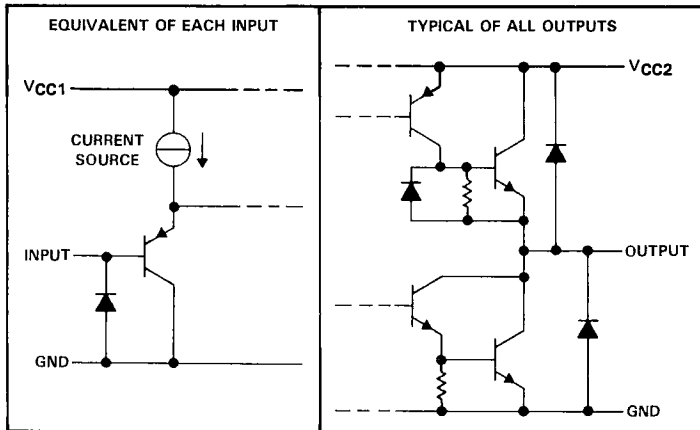 EQUIVALENT OF EACH INPUT
VCC1
CURRENT
SOURCE
INPUT
GND
TYPICAL OF ALL OUTPUTS
VCC2
OUTPUT
GND